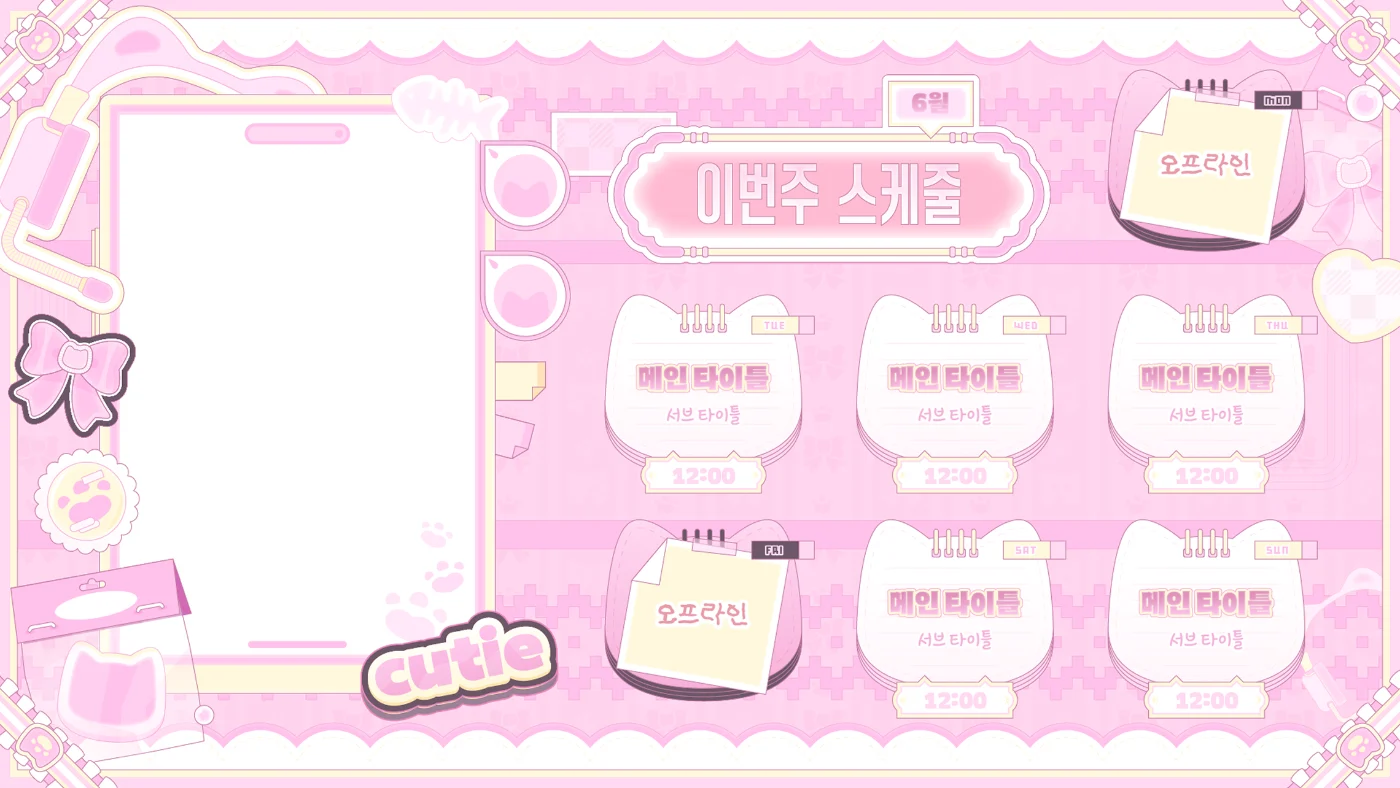 6월
이번주 스케줄
MON
오프라인
TUE
메인 타이틀
서브 타이틀
12:00
WED
메인 타이틀
서브 타이틀
12:00
THU
메인 타이틀
서브 타이틀
12:00
FRI
오프라인
SAT
메인 타이틀
서브 타이틀
12:00
SUN
메인 타이틀
서브 타이틀
12:00
cutie